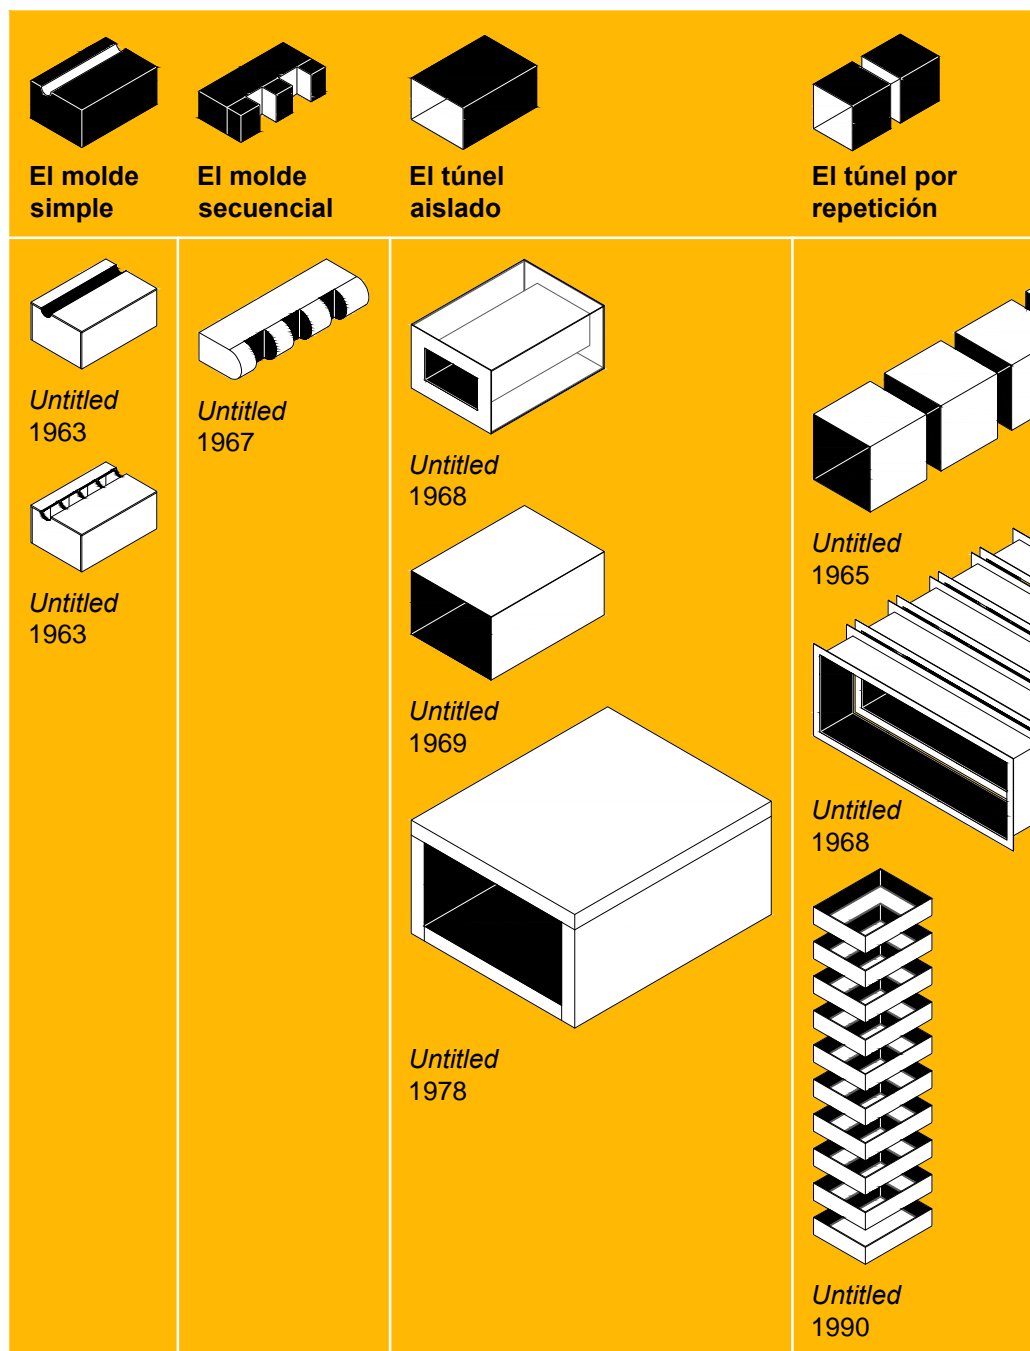 El molde
simple
El molde
secuencial
El túnel
aislado
El túnel por
repetición
Untitled
1963
Untitled
1963
Untitled
1967
Untitled
1968
Untitled
1969
Untitled
1978
Untitled
1965
Untitled
1968
Untitled
1990